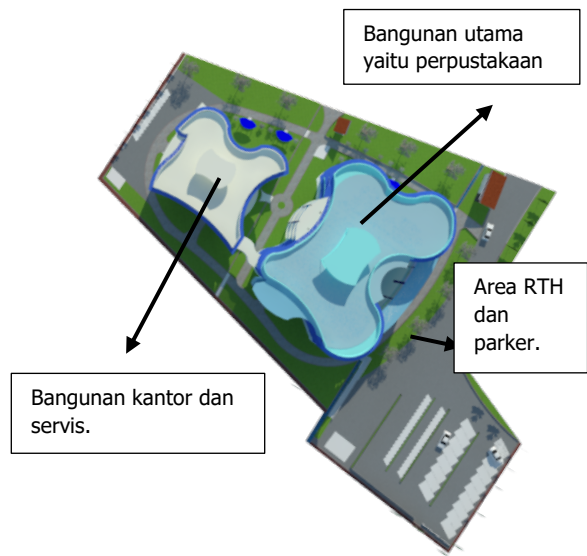 Bangunan utama
yaitu perpustakaan
Area RTH
dan
parker.
Bangunan kantor dan
servis.